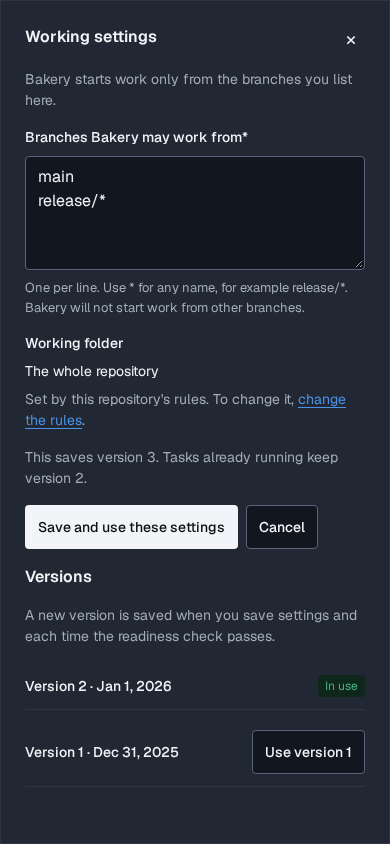 Working settings
×
Bakery starts work only from the branches you list
here.
Branches Bakery may work from*
main
release/*
One per line. Use * for any name, for example release/*.
Bakery will not start work from other branches.
Working folder
The whole repository
Set by this repository's rules. To change it, change
the rules.
This saves version 3. Tasks already running keep
version 2.
Save and use these settings
Cancel
Versions
A new version is saved when you save settings and
each time the readiness check passes.
Version 2 · Jan 1, 2026
In use
Version 1 · Dec 31, 2025
Use version 1